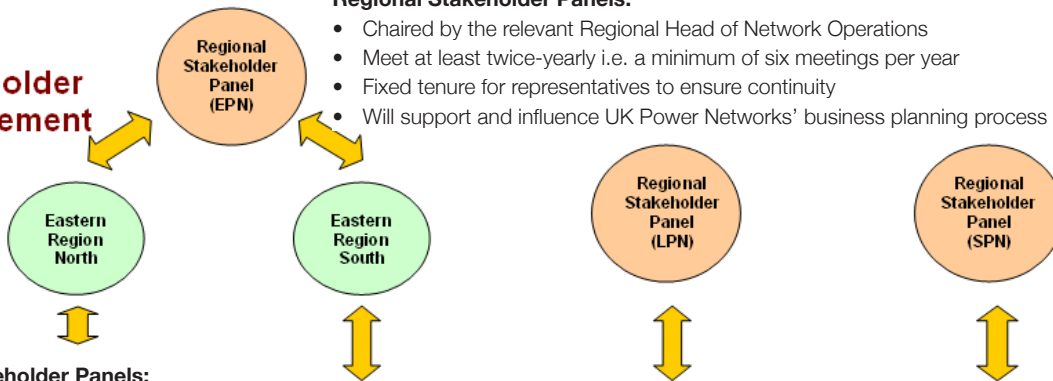 Regional Stakeholder Panels:
• Chaired by the relevant Regional Head of Network Operations
• Meet at least twice-yearly i.e. a minimum of six meetings per year
• Fixed tenure for representatives to ensure continuity
• Will support and influence UK Power Networks' business planning process
Regional
Stakeholder
Panel
(EPN)
older
ement
Eastern
Region
North
Eastern
Region
South
Regional
Stakeholder
Panel
(LPN)
Regional
Stakeholder
Panel
(SPN)
eholder Panels: